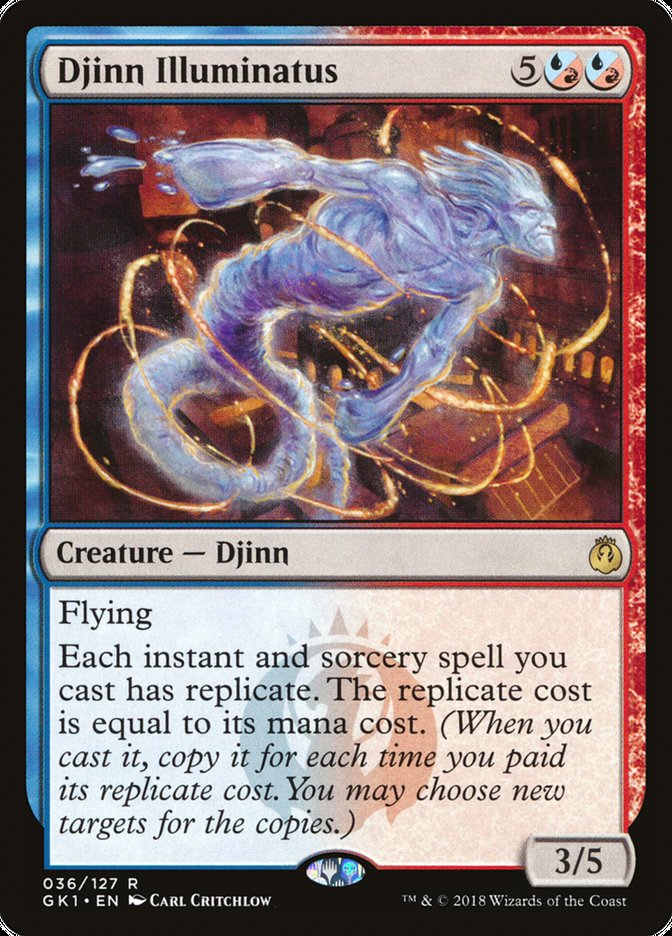 Djinn Illuminatus 5
Creature — Djinn
Flying
Each instant and sorcery spell you
cast has replicate. The replicate cost
is equal to its mana cost. (When you
cast it, copy it for each time you paid
its replicate cost. You may choose new
targets for the copies.)
3/5
036/127 R
GK1 • EN Carl Critchlow
™ & © 2018 Wizards of the Coast